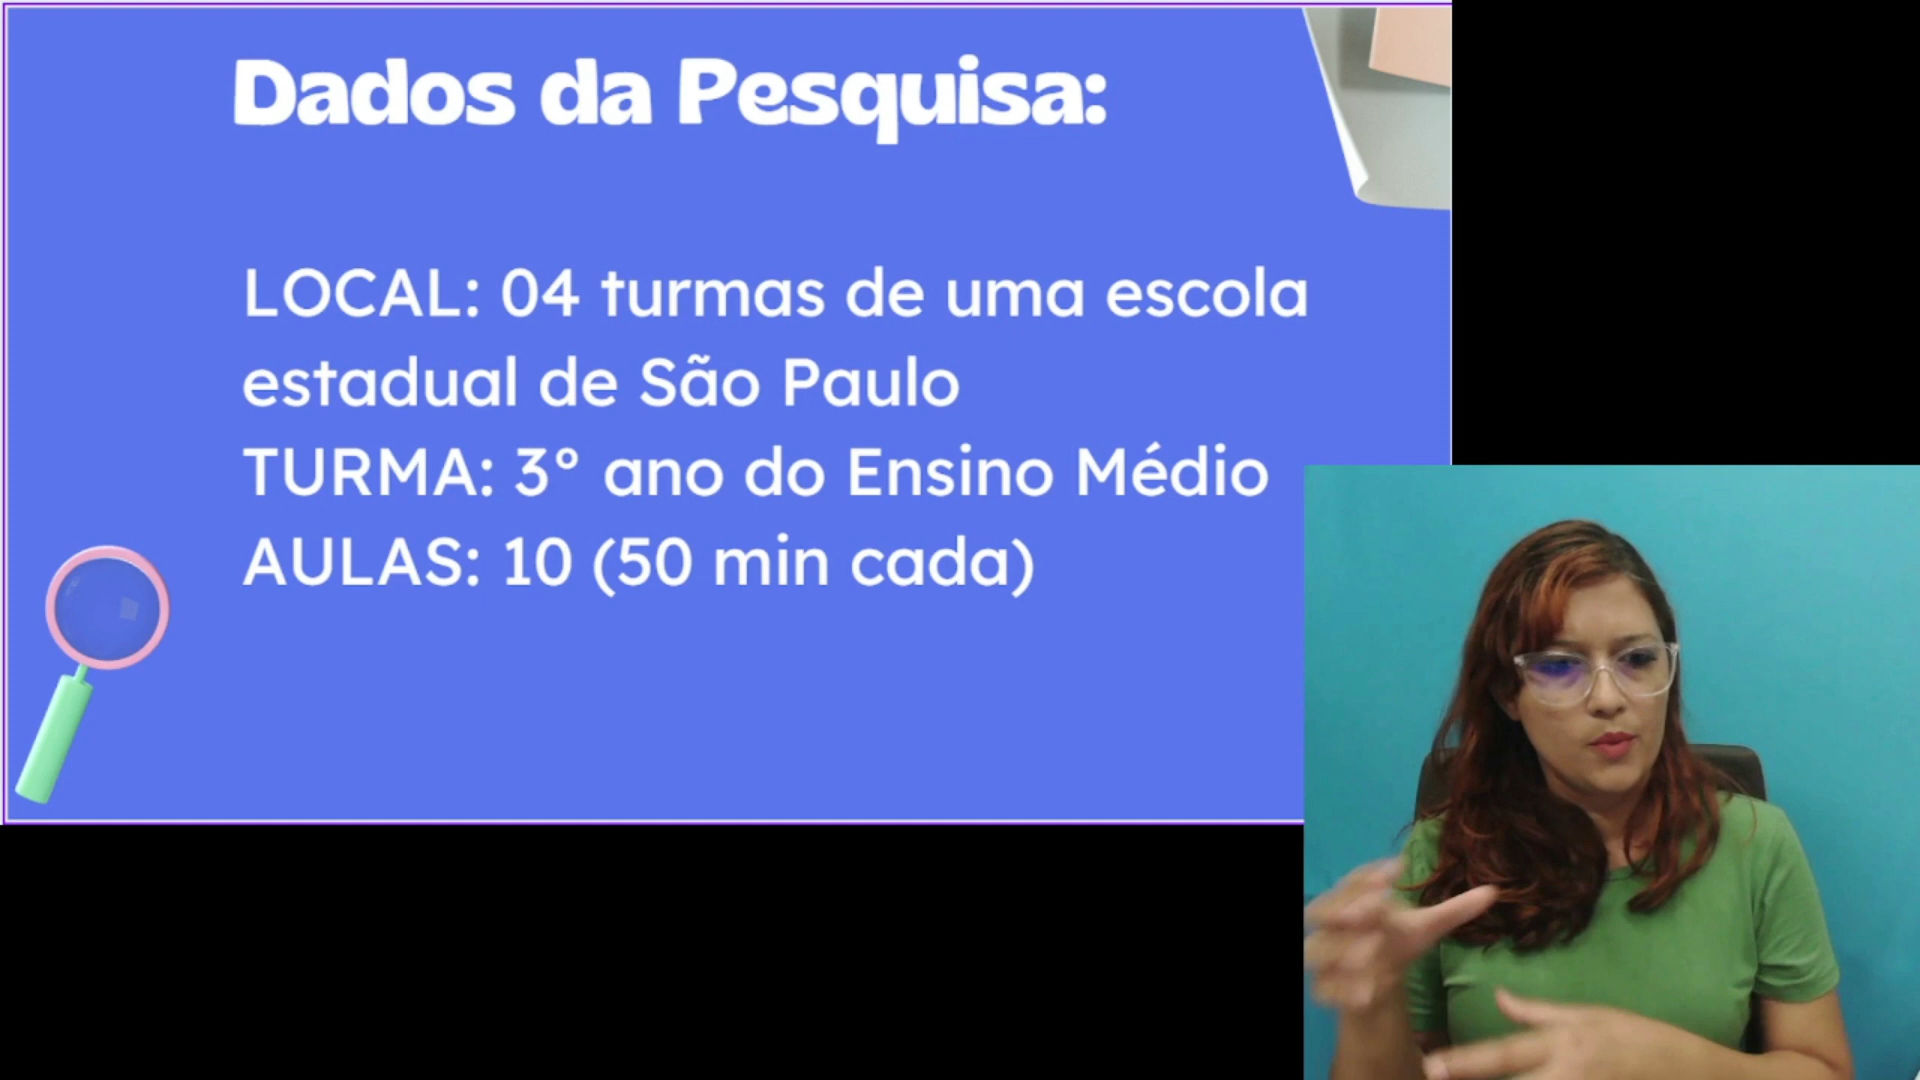 Dados da Pesquisa:
LOCAL: 04 turmas de uma escola
estadual de São Paulo
TURMA: 3° ano do Ensino Médio
AULAS: 10 (50 min cada)